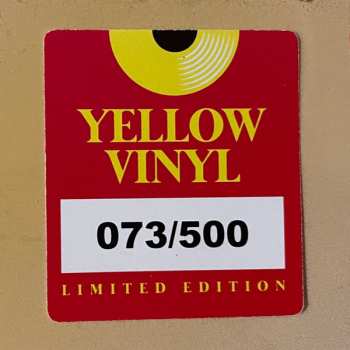 YELLOW
VINYL
073/500
LIMITED EDITION